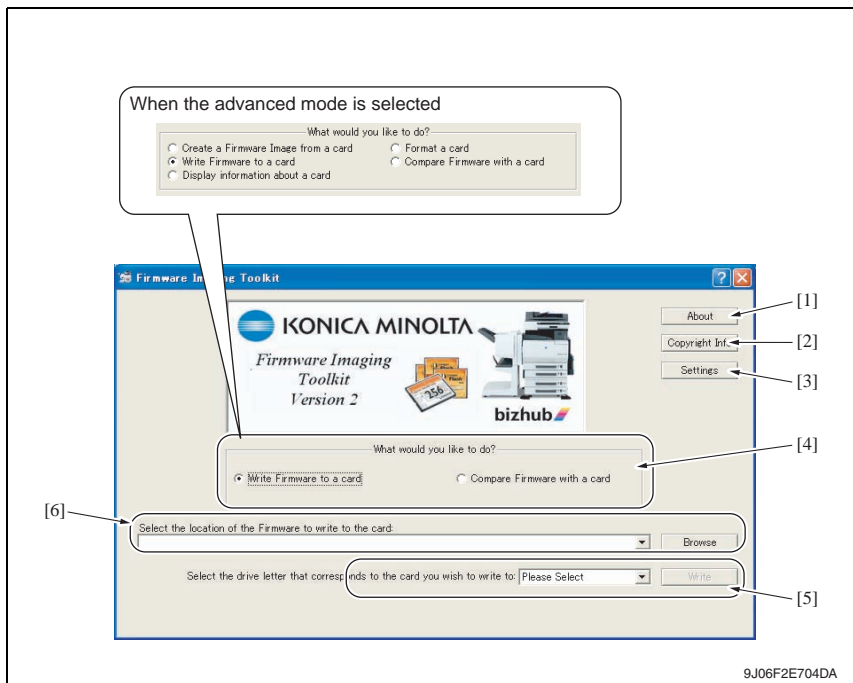 When the advanced mode is selected
What would you like to do?
Create a Firmware Image from a card Format a card
Write Firmware to a card Compare Firmware with a card
Display information about a card
Firmware Im ng Toolkit
KONICA MINOLTA
Firmware Imaging
Toolkit
Version 2
256
bizhub
About [1]
Copyright Inf. [2]
Settings [3]
What would you like to do?
[4]
Write Firmware to a card Compare Firmware with a card
[6]
Select the location of the Firmware to write to the card:
Browse
Select the drive letter that corresponds to the card you wish to write to: Please Select Write
[5]
9J06F2E704DA